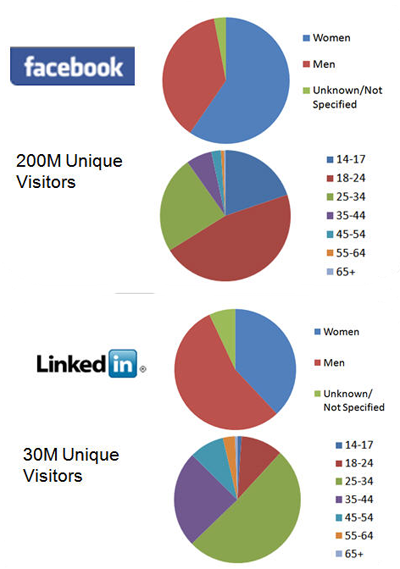 facebook
Women
Men
Unknown/Not
Specified
200M Unique
Visitors
14-17
18-24
25-34
35-44
45-54
55-64
65+
Linked in ®
Women
Men
Unknown/
Not Specified
30M Unique
Visitors
14-17
18-24
25-34
35-44
45-54
55-64
65+